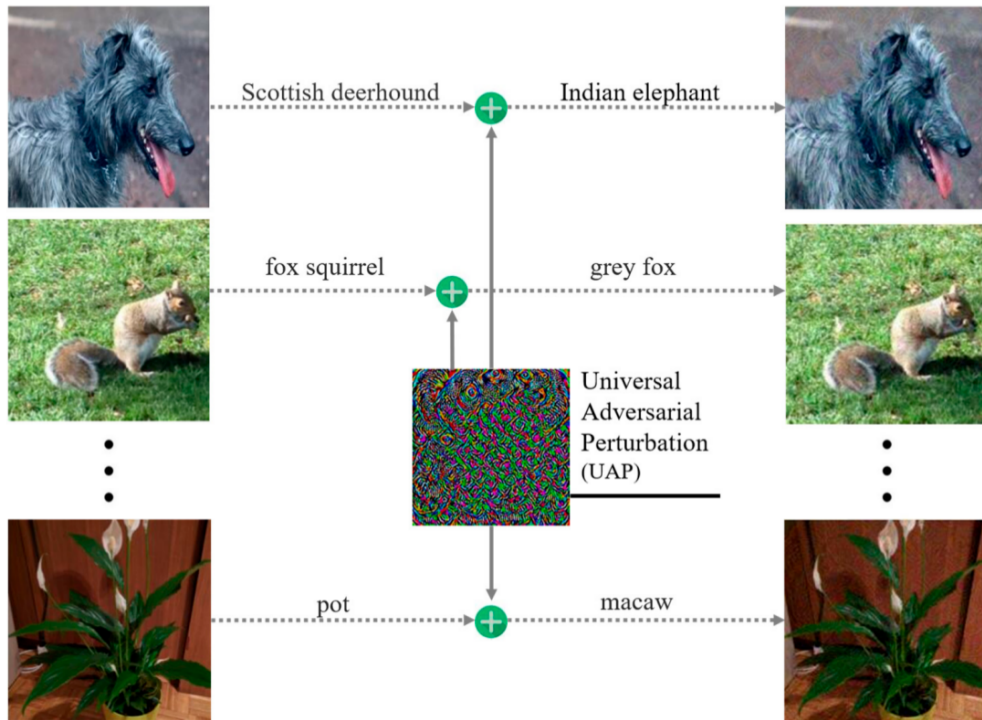 Scottish deerhound
Indian elephant
fox squirrel
grey fox
Universal
Adversarial
Perturbation
(UAP)
pot
macaw